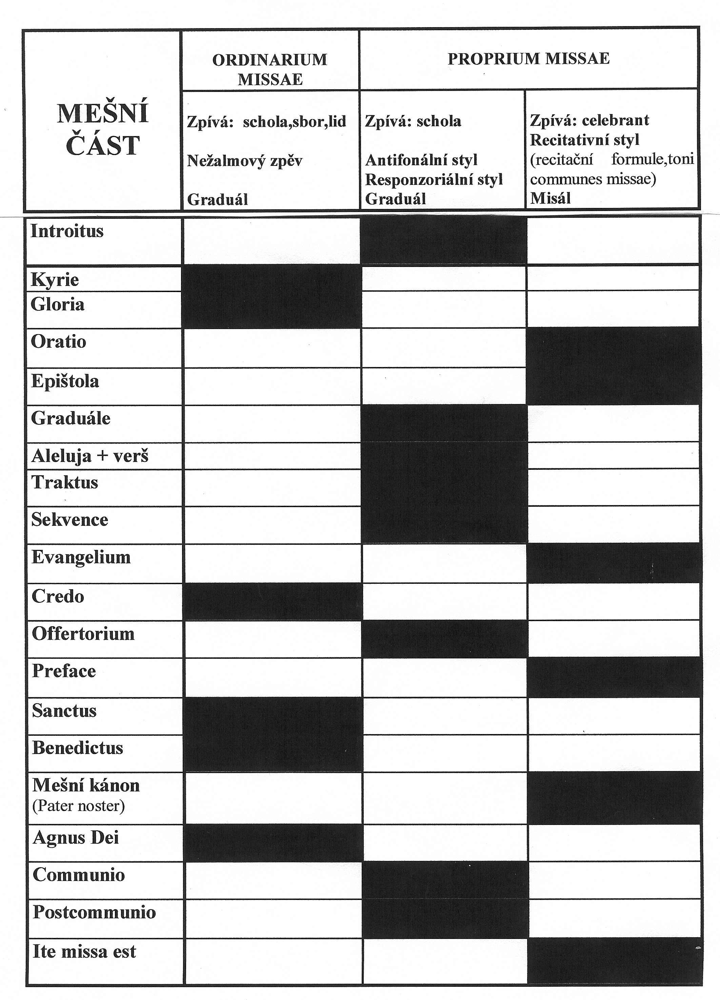 MEŠNÍ
ČÁST
ORDINARIUM
MISSAE
PROPRIUM MISSAE
Zpívá: schola,sbor,lid
Nežalmový zpěv
Graduál
Zpívá: schola
Antifonální styl
Responzoriální styl
Graduál
Zpívá: celebrant
Recitativní styl
(recitační formule,toni
communes missae)
Misál
Introitus
Kyrie
Gloria
Oratio
Epištola
Graduále
Aleluja + verš
Traktus
Sekvence
Evangelium
Credo
Offertorium
Preface
Sanctus
Benedictus
Mešní kánon
(Pater noster)
Agnus Dei
Communio
Postcommunio
Ite missa est